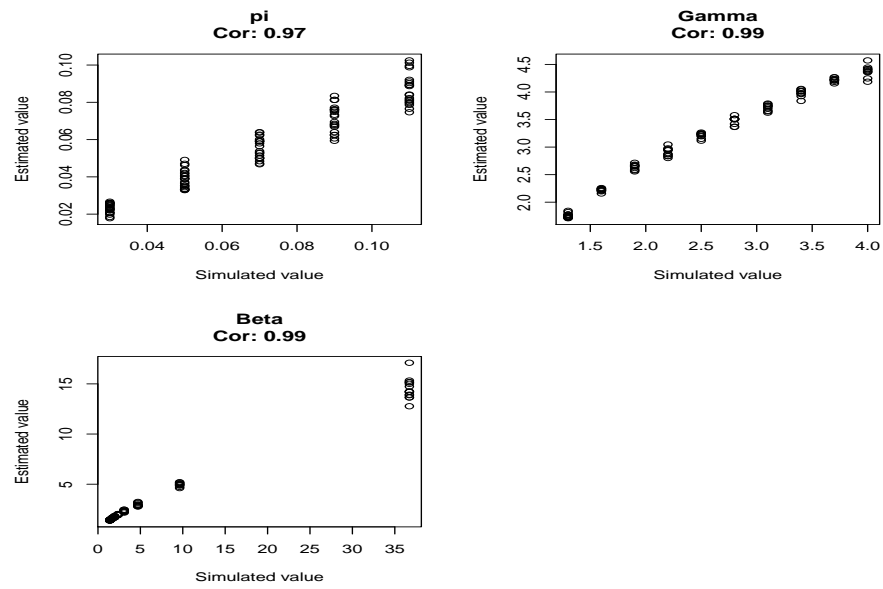 pi
Cor: 0.97
Estimated value
0.10
0.08
0.06
0.04
0.02
0.04 0.06 0.08 0.10
Simulated value
Gamma
Cor: 0.99
Estimated value
4.5
4.0
3.5
3.0
2.5
2.0
1.5 2.0 2.5 3.0 3.5 4.0
Simulated value
Beta
Cor: 0.99
Estimated value
15
10
5
0 5 10 15 20 25 30 35
Simulated value